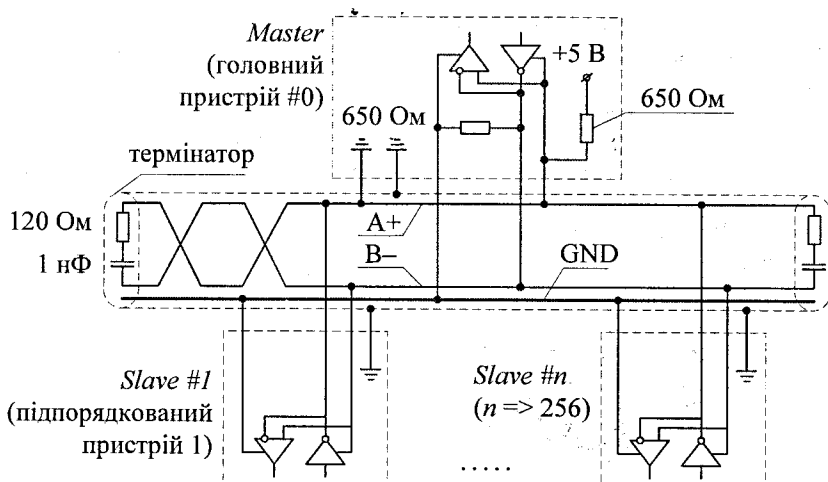 Master
(головний
пристрій #0)
+5 В
650 Ом
650 Ом
термінатор
120 Ом
1 нФ
A+
B–
GND
Slave #1
(підпорядкований
пристрій 1)
Slave #n
(n => 256)
.....